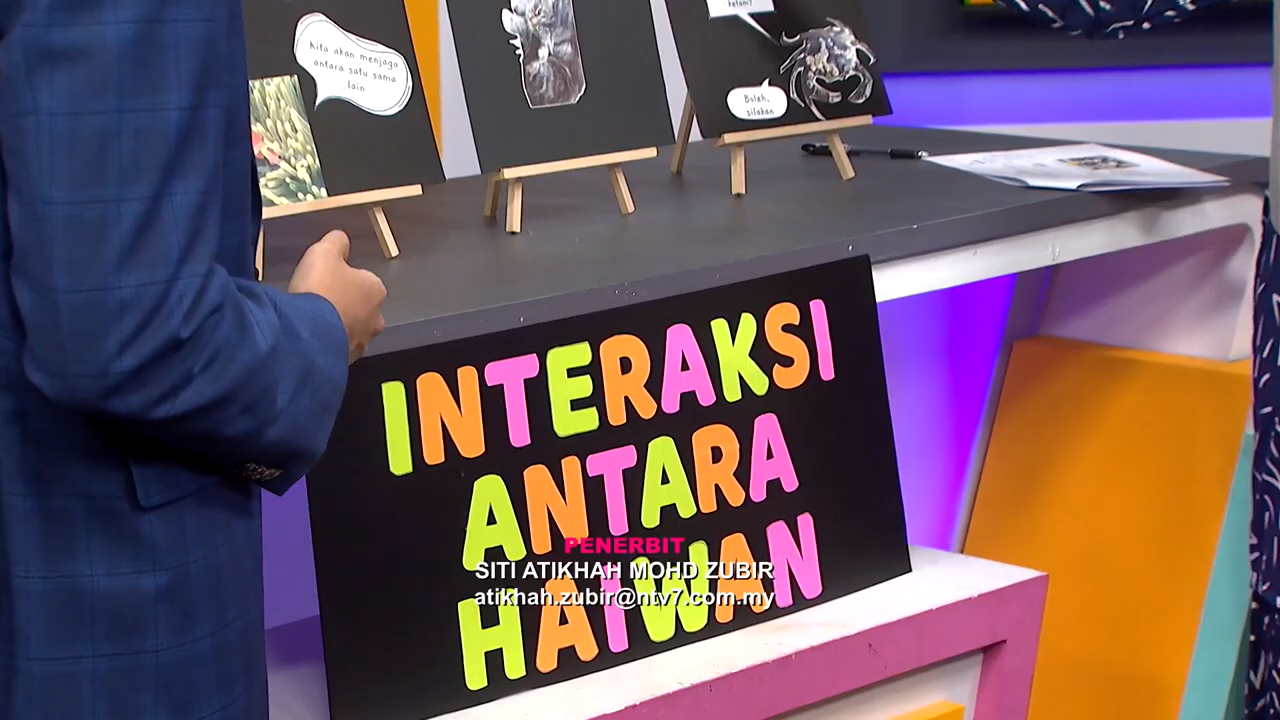 Kita akan menjaga
antara satu sama
lain
ketam?
Boleh,
silakan
INTERAKSI
ANTARA
HAIWAN
PENERBIT
SITI ATIKHAH MOHD ZUBIR
atikhah.zubir@ntv7.com.my